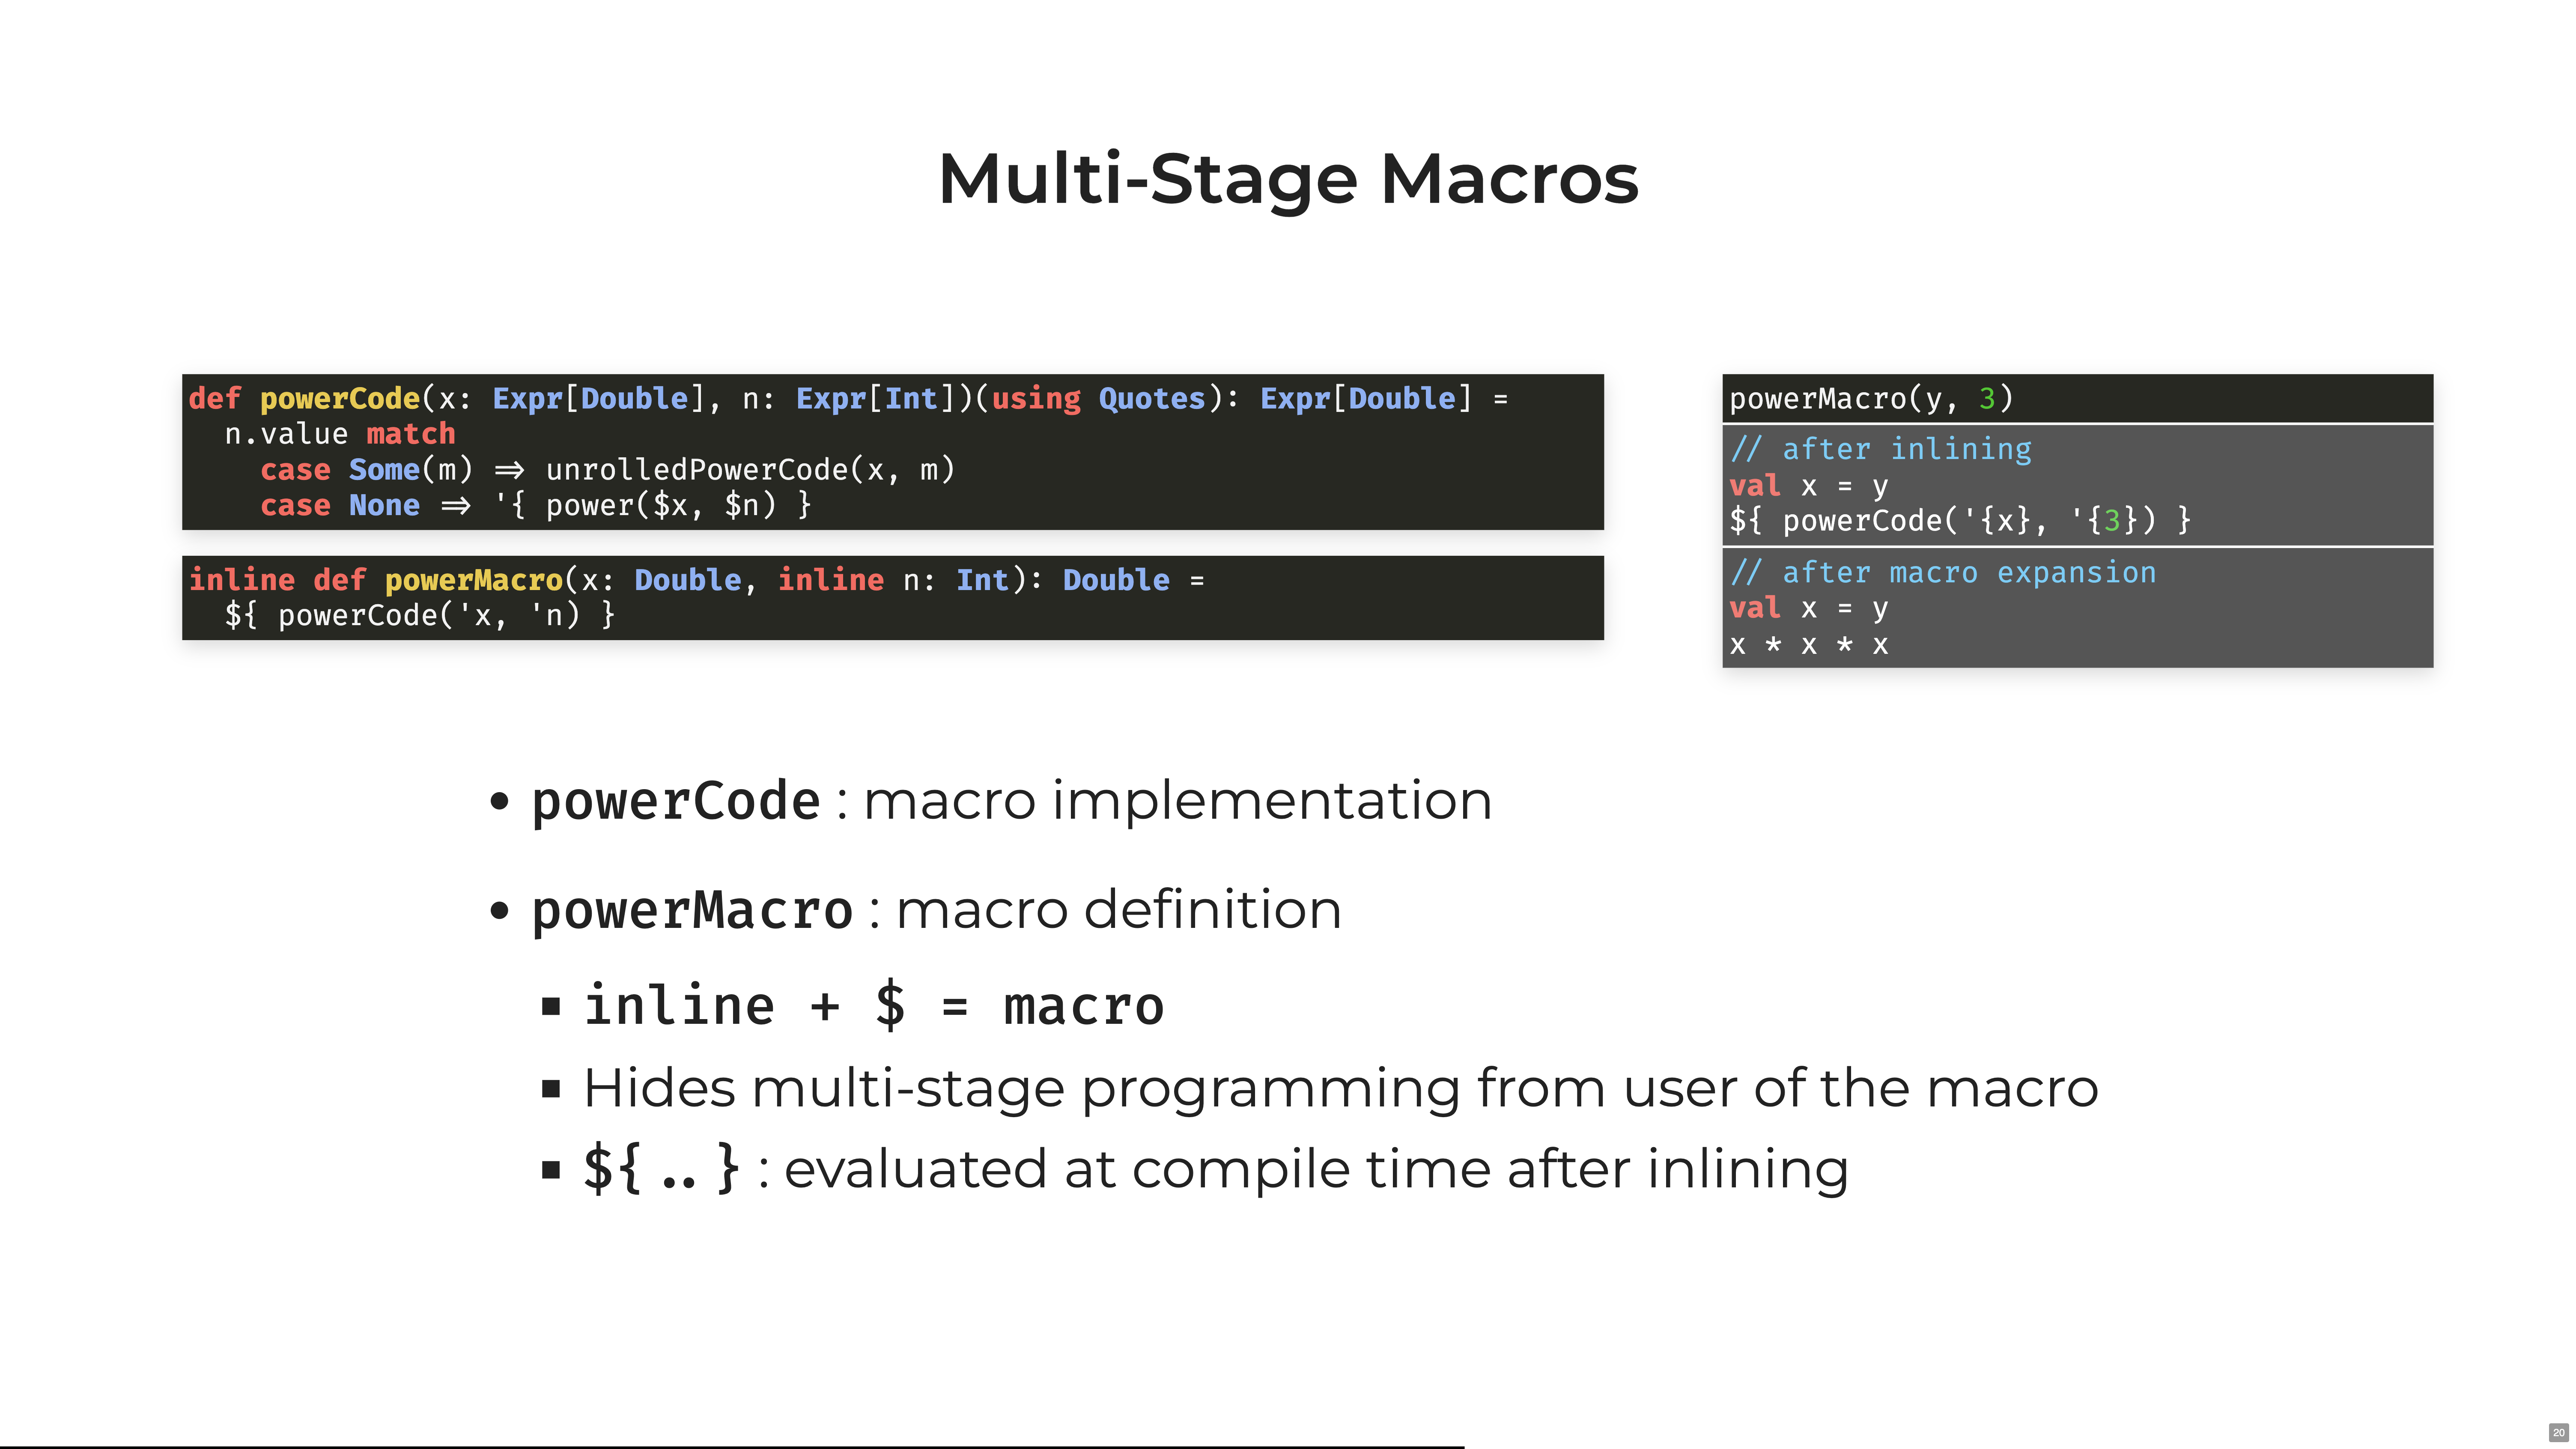 Multi-Stage Macros
def powerCode(x: Expr[Double], n: Expr[Int])(using Quotes): Expr[Double] =
  n.value match
    case Some(m) => unrolledPowerCode(x, m)
    case None => '{ power($x, $n) }
inline def powerMacro(x: Double, inline n: Int): Double =
  ${ powerCode('x, 'n) }
powerMacro(y, 3)
// after inlining
val x = y
${ powerCode('{x}, '{3}) }
// after macro expansion
val x = y
x * x * x
• powerCode : macro implementation
• powerMacro : macro definition
▪ inline + $ = macro
▪ Hides multi-stage programming from user of the macro
▪ ${ .. } : evaluated at compile time after inlining
20